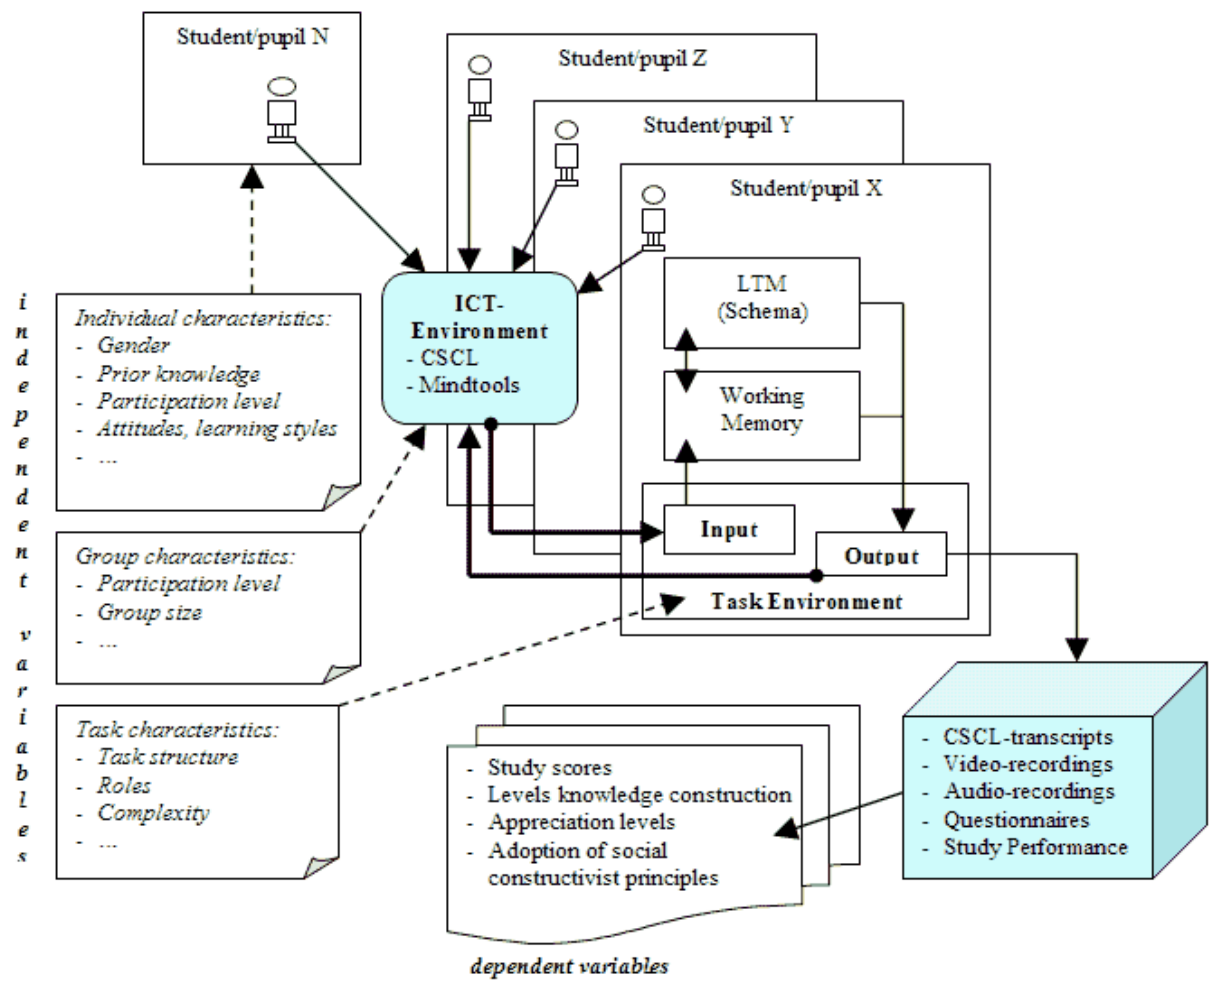 Student/pupil N
Student/pupil Z
Student/pupil Y
Student/pupil X
ICT-
Environment
- CSCL
- Mindtools
LTM
(Schema)
Working
Memory
Input
Output
Task Environment
independent variables
Individual characteristics:
- Gender
- Prior knowledge
- Participation level
- Attitudes, learning styles
- ...
Group characteristics:
- Participation level
- Group size
- ...
Task characteristics:
- Task structure
- Roles
- Complexity
- ...
- Study scores
- Levels knowledge construction
- Appreciation levels
- Adoption of social
constructivist principles
dependent variables
- CSCL-transcripts
- Video-recordings
- Audio-recordings
- Questionnaires
- Study Performance